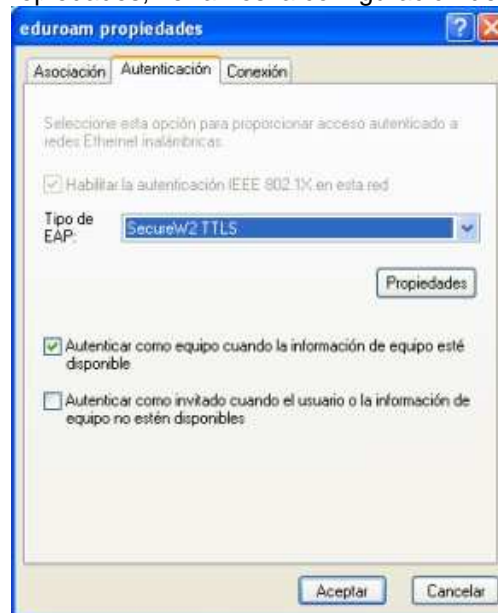 eduroam propiedades
Asociación Autenticación Conexión
Seleccione esta opción para proporcionar acceso autenticado a
redes Ethernet inalámbricas.
Habilitar la autenticación IEEE 802.1X en esta red
Tipo de
EAP:
SecureW2 TTLS
Propiedades
Autenticar como equipo cuando la información de equipo esté
disponible
Autenticar como invitado cuando el usuario o la información de
equipo no estén disponibles
Aceptar Cancelar